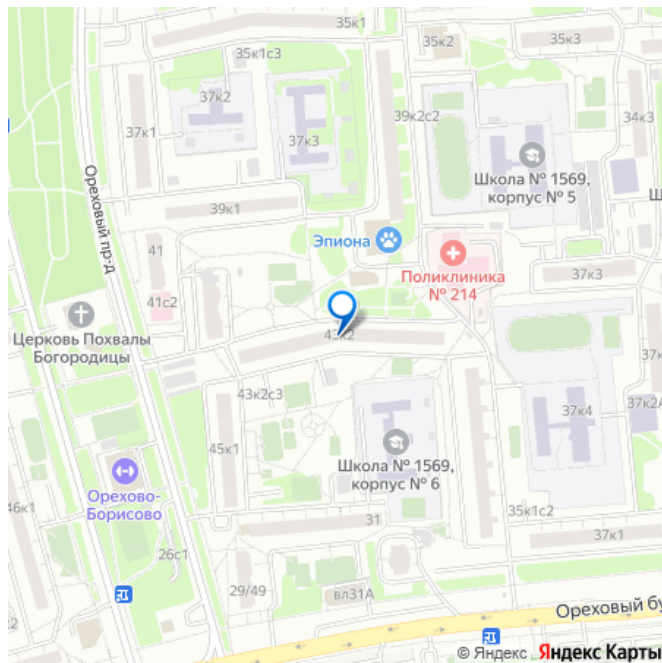 35к1
35к2
35к3
35к1с3
37к2
39к2с2
34к3
37к1
37к3
Школа № 1569,
корпус № 5
Ореховый пр-д
39к1
Эпиона
41
Поликлиника
№ 214
37к3
41с2
Церковь Похвалы
Богородицы
43к2
43к2с3
37к4
37к2А
45к1
Школа № 1569,
корпус № 6
Орехово-
Борисово
46к1
31
35к1с2
37к1
26с1
29/49
вл31А
Ореховый бу
© Яндекс Яндекс Карты